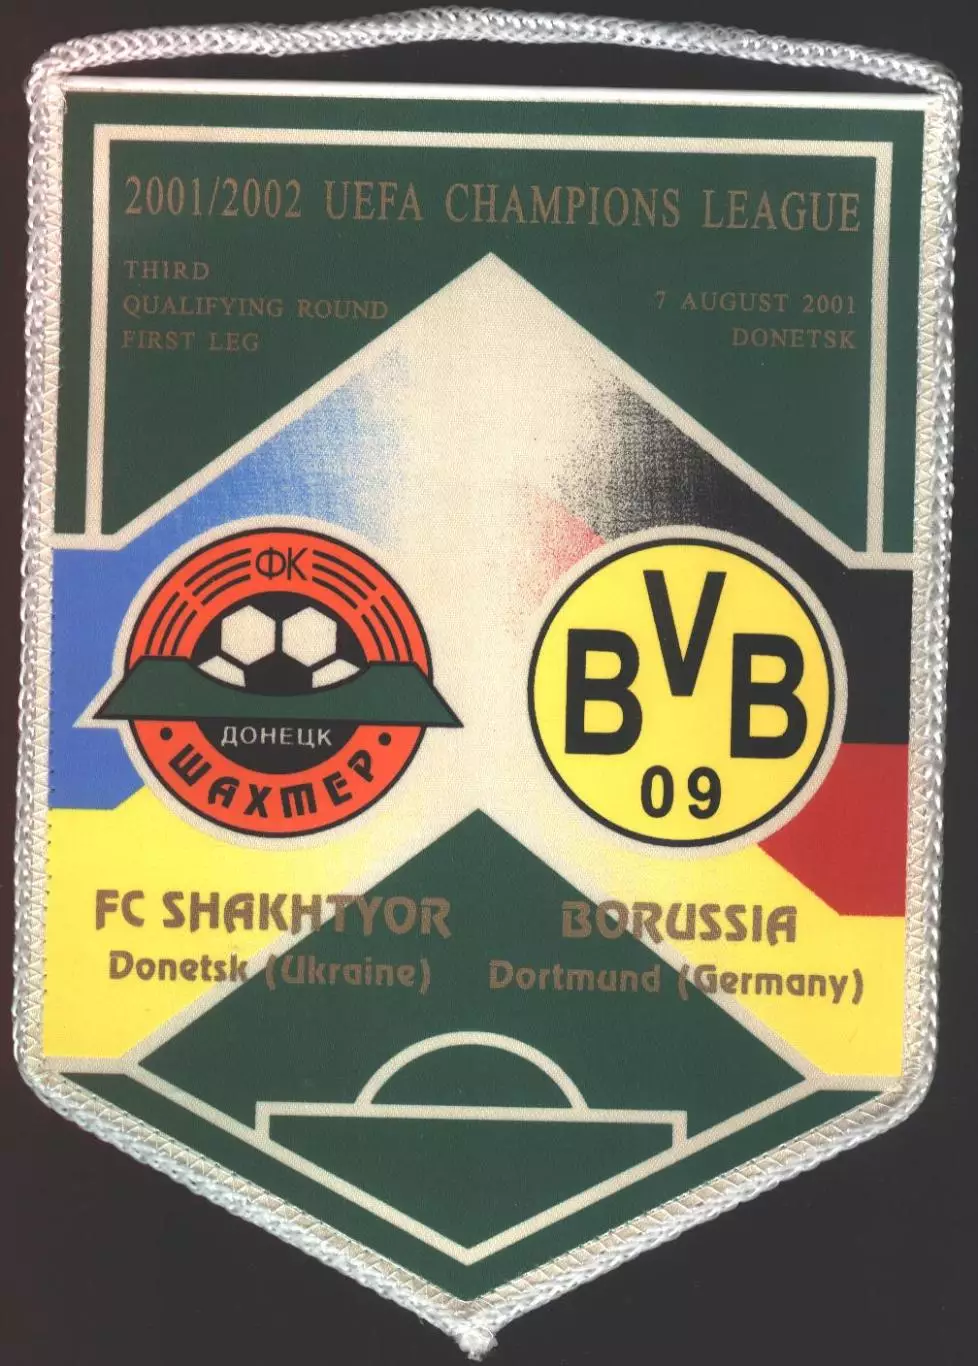 2001/2002 UEFA CHAMPIONS LEAGUE
THIRD
QUALIFYING ROUND
FIRST LEG
7 AUGUST 2001
DONETSK
ФК
ДОНЕЦК
• ШАХТЕР •
BVB
09
FC SHAKHTYOR
Donetsk (Ukraine)
BORUSSIA
Dortmund (Germany)